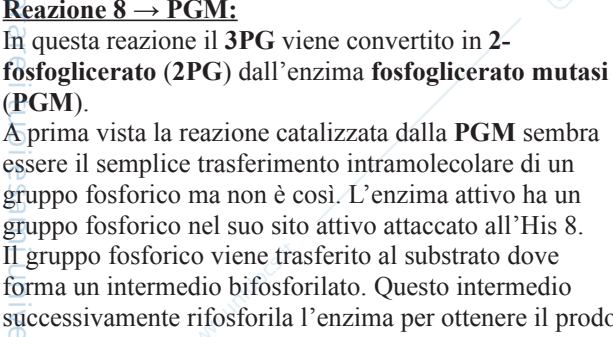 Reazione 8 → PGM:
In questa reazione il 3PG viene convertito in 2-
fosfoglicerato (2PG) dall’enzima fosfoglicerato mutasi
(PGM).
A prima vista la reazione catalizzata dalla PGM sembra
essere il semplice trasferimento intramolecolare di un
gruppo fosforico ma non è così. L’enzima attivo ha un
gruppo fosforico nel suo sito attivo attaccato all’His 8.
Il gruppo fosforico viene trasferito al substrato dove
forma un intermedio bifosforilato. Questo intermedio
successivamente rifosforila l’enzima per ottenere il prodo